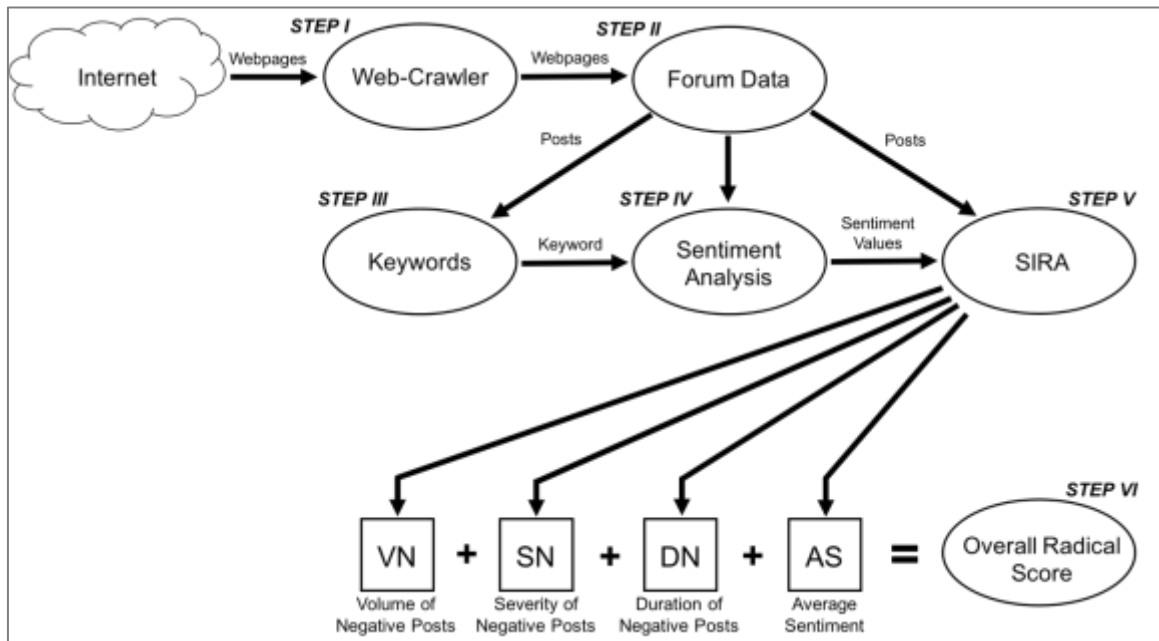 STEP I
STEP II
Internet
Webpages
Web-Crawler
Webpages
Forum Data
Posts
Posts
STEP III
STEP IV
STEP V
Keywords
Keyword
Sentiment
Analysis
Sentiment
Values
SIRA
STEP VI
VN
+
SN
+
DN
+
AS
=
Overall Radical
Score
Volume of
Negative Posts
Severity of
Negative Posts
Duration of
Negative Posts
Average
Sentiment